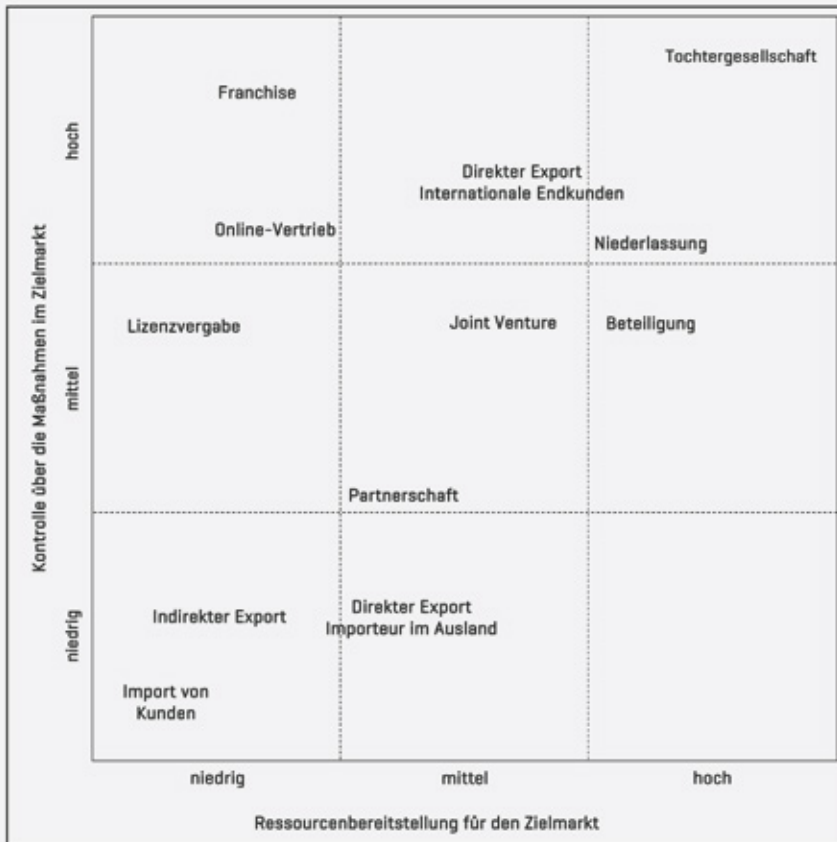 Tochtergesellschaft
Franchise
Direkter Export
Internationale Endkunden
Online-Vertrieb
Niederlassung
Lizenzvergabe
Joint Venture
Beteiligung
Partnerschaft
Indirekter Export
Direkter Export
Importeur im Ausland
Import von
Kunden
hoch
mittel
niedrig
Kontrolle über die Maßnahmen im Zielmarkt
niedrig
mittel
hoch
Ressourcenbereitstellung für den Zielmarkt